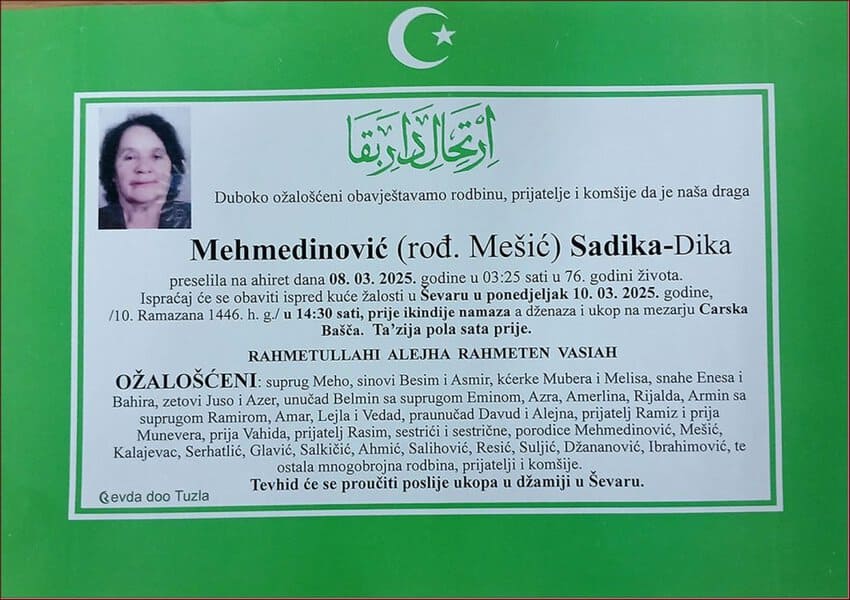 اِرْتِحَالِ دَارِ بَقَا
Duboko ožalošćeni obavještavamo rodbinu, prijatelje i komšije da je naša draga
Mehmedinović (rođ. Mešić) Sadika-Dika
preselila na ahiret dana 08. 03. 2025. godine u 03:25 sati u 76. godini života.
Ispraćaj će se obaviti ispred kuće žalosti u Ševaru u ponedjeljak 10. 03. 2025. godine,
/10. Ramazana 1446. h. g./ u 14:30 sati, prije ikindije namaza a dženaza i ukop na mezarju Carska
Bašča. Ta'zija pola sata prije.
RAHMETULLAHI ALEJHA RAHMETEN VASIAH
OŽALOŠĆENI: suprug Meho, sinovi Besim i Asmir, kćerke Mubera i Melisa, snahe Enesa i
Bahira, zetovi Juso i Azer, unučad Belmin sa suprugom Eminom, Azra, Amerlina, Rijalda, Armin sa
suprugom Ramirom, Amar, Lejla i Vedad, praunučad Davud i Alejna, prijatelj Ramiz i prija
Munevera, prija Vahida, prijatelj Rasim, sestrići i sestrične, porodice Mehmedinović, Mešić,
Kalajevac, Serhatlić, Glavić, Salkičić, Ahmić, Salihović, Resić, Suljić, Džananović, Ibrahimović, te
ostala mnogobrojna rodbina, prijatelji i komšije.
Tevhid će se proučiti poslije ukopa u džamiji u Ševaru.
evda doo Tuzla